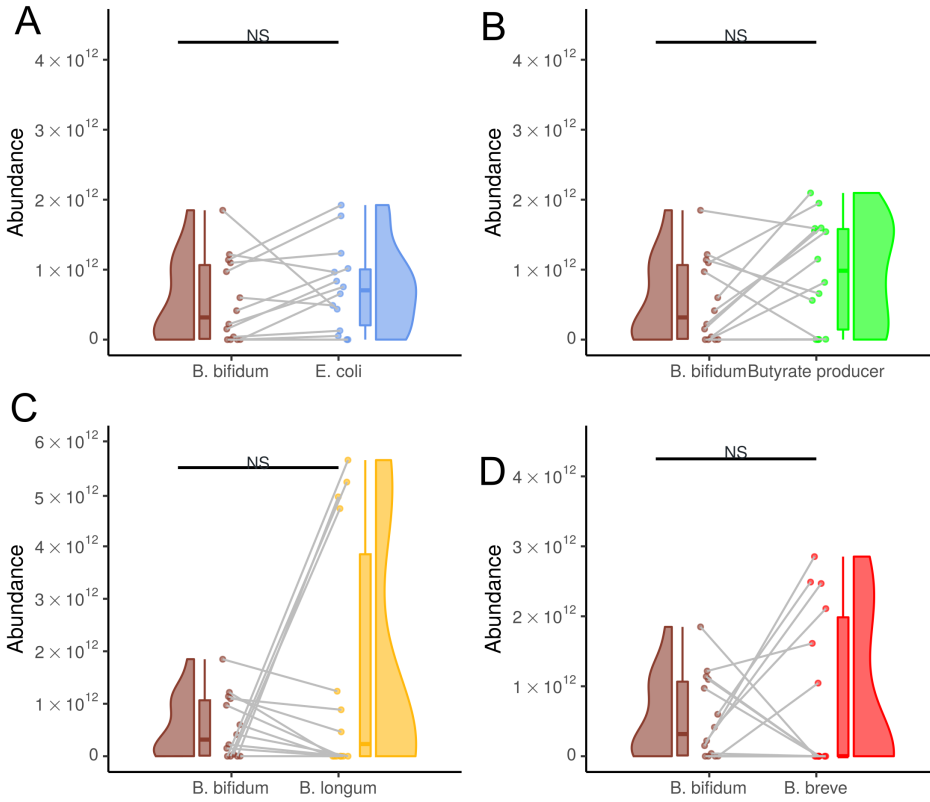 A
NS
4 × 10¹²
3 × 10¹²
2 × 10¹²
1 × 10¹²
0
Abundance
B. bifidum
E. coli
B
NS
4 × 10¹²
3 × 10¹²
2 × 10¹²
1 × 10¹²
0
Abundance
B. bifidum
Butyrate producer
C
NS
6 × 10¹²
5 × 10¹²
4 × 10¹²
3 × 10¹²
2 × 10¹²
1 × 10¹²
0
Abundance
B. bifidum
B. longum
D
NS
4 × 10¹²
3 × 10¹²
2 × 10¹²
1 × 10¹²
0
Abundance
B. bifidum
B. breve